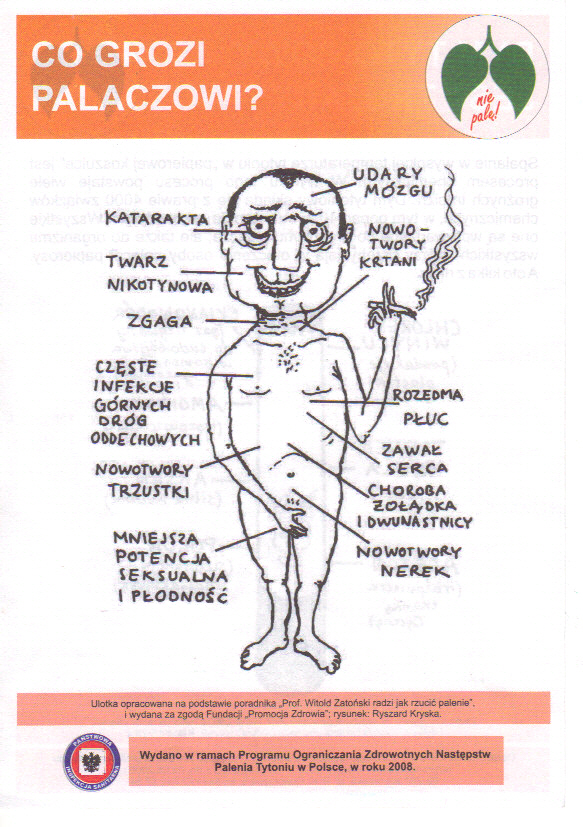 CO GROZI
PALACZOWI?
nie
palę!
UDARY
MÓZGU
KATARAKTA
NOWO-
TWORY
KRTANI
TWARZ
NIKOTYNOWA
ZGAGA
CZĘSTE
INFEKCJE
GÓRNYCH
DRÓG
ODDECHOWYCH
ROZEDMA
PŁUC
ZAWAŁ
SERCA
NOWOTWORY
TRZUSTKI
CHOROBA
ŻOŁĄDKA
I DWUNASTNICY
MNIEJSZA
POTENCJA
SEKSUALNA
I PŁODNOŚĆ
NOWOTWORY
NEREK
Ulotka opracowana na podstawie poradnika „Prof. Witold Zatoński radzi jak rzucić palenie",
i wydana za zgodą Fundacji „Promocja Zdrowia"; rysunek: Ryszard Kryska.
PAŃSTWOWA
INSPEKCJA SANITARNA
Wydano w ramach Programu Ograniczania Zdrowotnych Następstw
Palenia Tytoniu w Polsce, w roku 2008.